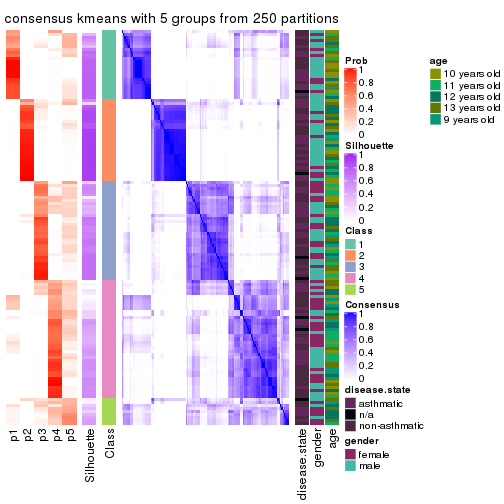 consensus kmeans with 5 groups from 250 partitions
p1
p2
p3
p4
p5
Silhouette
Class
disease.state
gender
age
Prob
1
0.8
0.6
0.4
0.2
0
Silhouette
1
0.8
0.6
0.4
0.2
0
Class
1
2
3
4
5
Consensus
1
0.8
0.6
0.4
0.2
0
disease.state
asthmatic
n/a
non-asthmatic
gender
female
male
age
10 years old
11 years old
12 years old
13 years old
9 years old